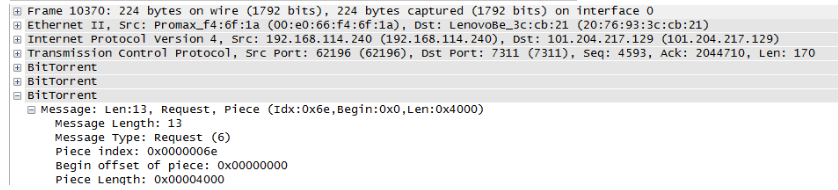 Frame 10370: 224 bytes on wire (1792 bits), 224 bytes captured (1792 bits) on interface 0
Ethernet II, Src: Promax_f4:6f:1a (00:e0:66:f4:6f:1a), Dst: LenovoBe_3c:cb:21 (20:76:93:3c:cb:21)
Internet Protocol Version 4, Src: 192.168.114.240 (192.168.114.240), Dst: 101.204.217.129 (101.204.217.129)
Transmission Control Protocol, Src Port: 62196 (62196), Dst Port: 7311 (7311), Seq: 4593, Ack: 2044710, Len: 170
BitTorrent
BitTorrent
BitTorrent
Message: Len:13, Request, Piece (Idx:0x6e,Begin:0x0,Len:0x4000)
Message Length: 13
Message Type: Request (6)
Piece index: 0x0000006e
Begin offset of piece: 0x00000000
Piece Length: 0x00004000